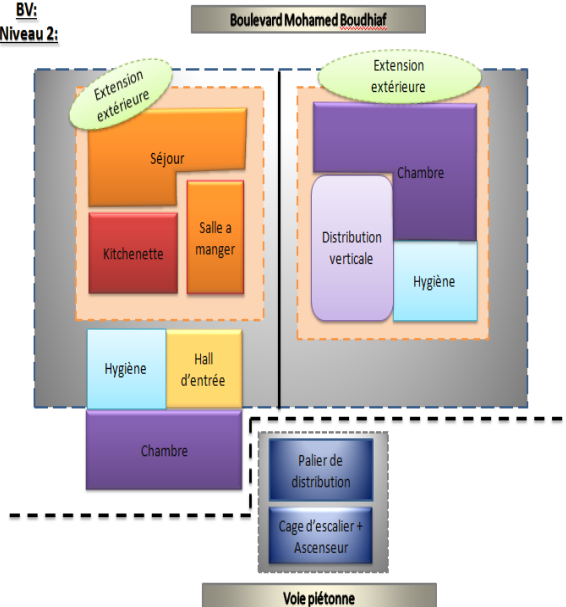 BV:
Niveau 2:
Boulevard Mohamed Boudhiaf
Extension
extérieure
Séjour
Kitchenette
Salle a
manger
Hygiène
Hall
d'entrée
Chambre
Extension
extérieure
Chambre
Distribution
verticale
Hygiène
Palier de
distribution
Cage d'escalier +
Ascenseur
Voie piétonne